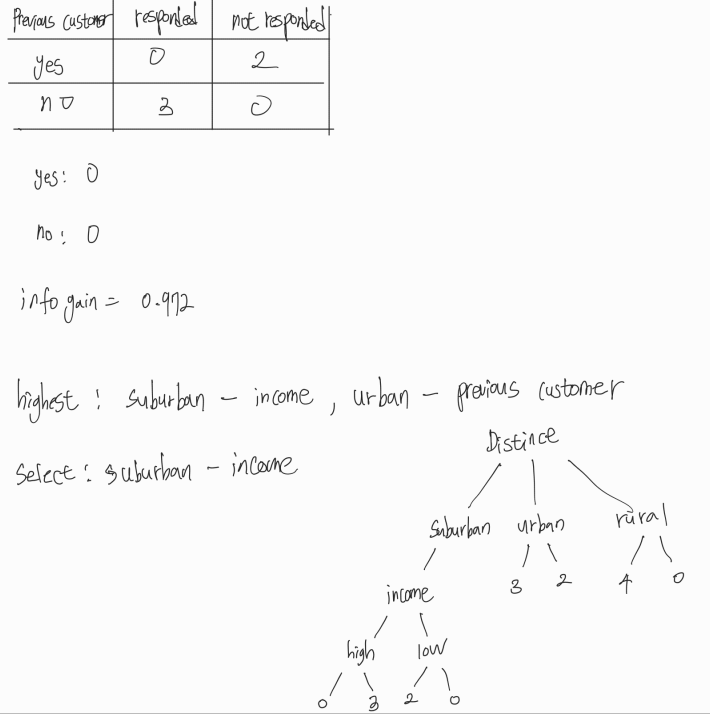 Previous customer responded not responded
yes 0 2
no 3 0
yes: 0
no: 0
info gain = 0.972
highest : suburban - income , urban - previous customer
Select : suburban - income
Distince
Suburban urban rural
3 2 4 0
income
high low
0 3 2 0